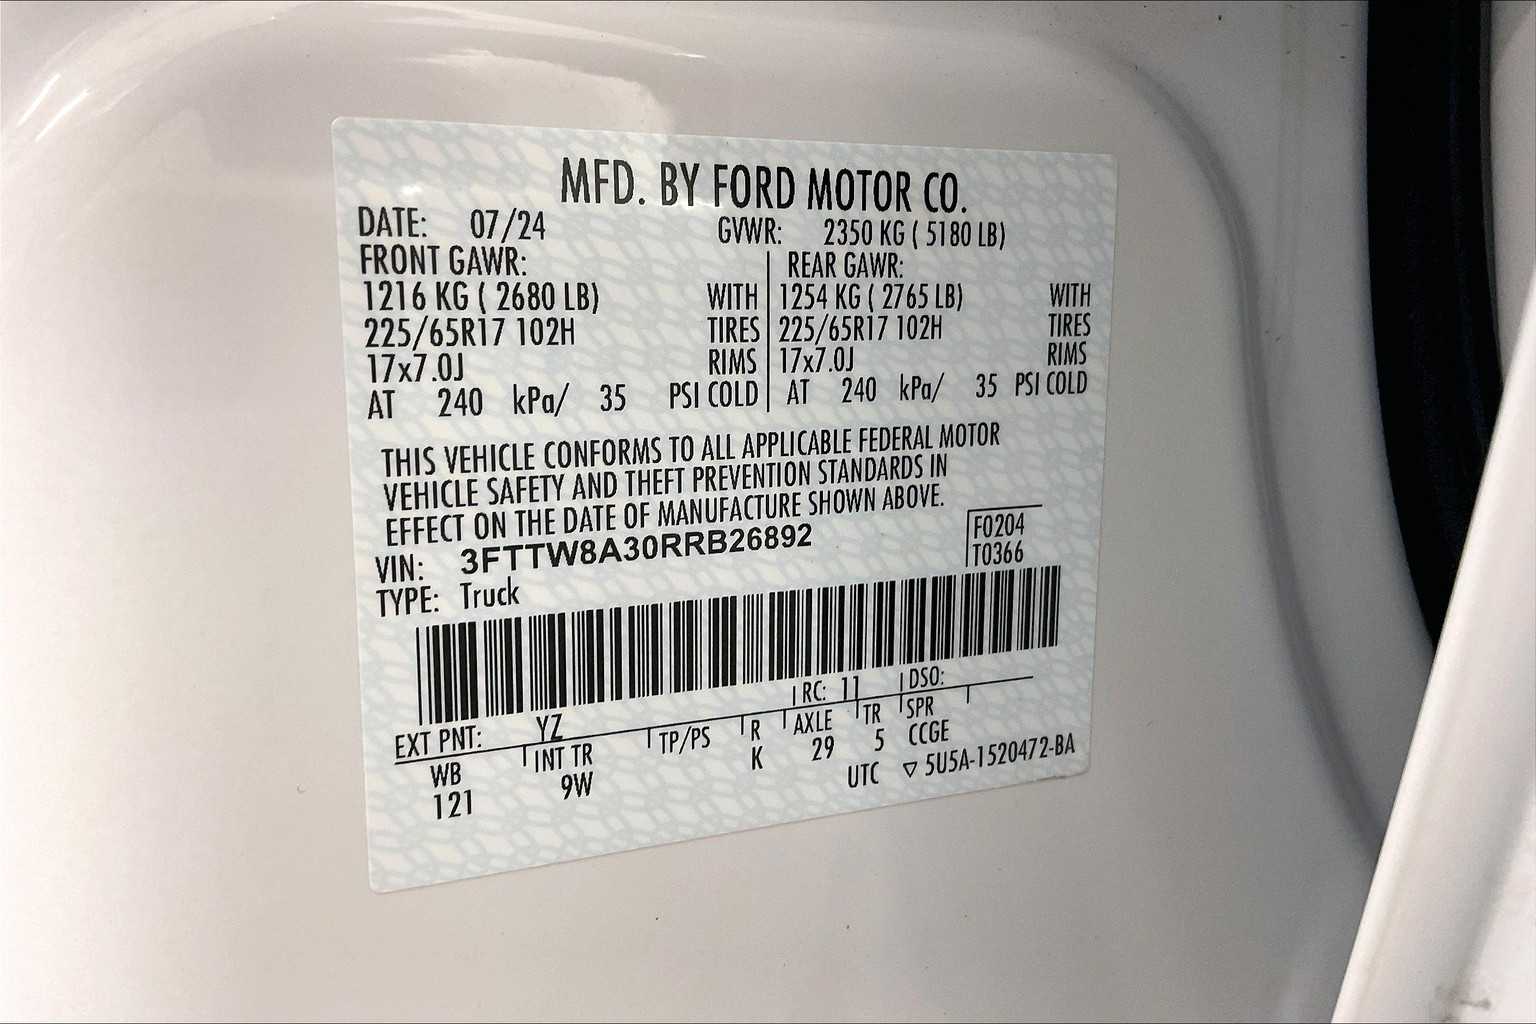 MFD. BY FORD MOTOR CO.
DATE: 07/24 GVWR: 2350 KG ( 5180 LB)
FRONT GAWR: REAR GAWR:
1216 KG ( 2680 LB) WITH 1254 KG ( 2765 LB) WITH
225/65R17 102H TIRES 225/65R17 102H TIRES
17x7.0J RIMS 17x7.0J RIMS
AT 240 kPa/ 35 PSI COLD AT 240 kPa/ 35 PSI COLD
THIS VEHICLE CONFORMS TO ALL APPLICABLE FEDERAL MOTOR
VEHICLE SAFETY AND THEFT PREVENTION STANDARDS IN
EFFECT ON THE DATE OF MANUFACTURE SHOWN ABOVE.
VIN: 3FTTW8A30RRB26892 F0204
TYPE: Truck T0366
EXT PNT: YZ RC: 11 DSO:
WB INT TR TP/PS R AXLE TR SPR
121 9W K 29 5 CCGE
UTC ▽ 5U5A-1520472-BA